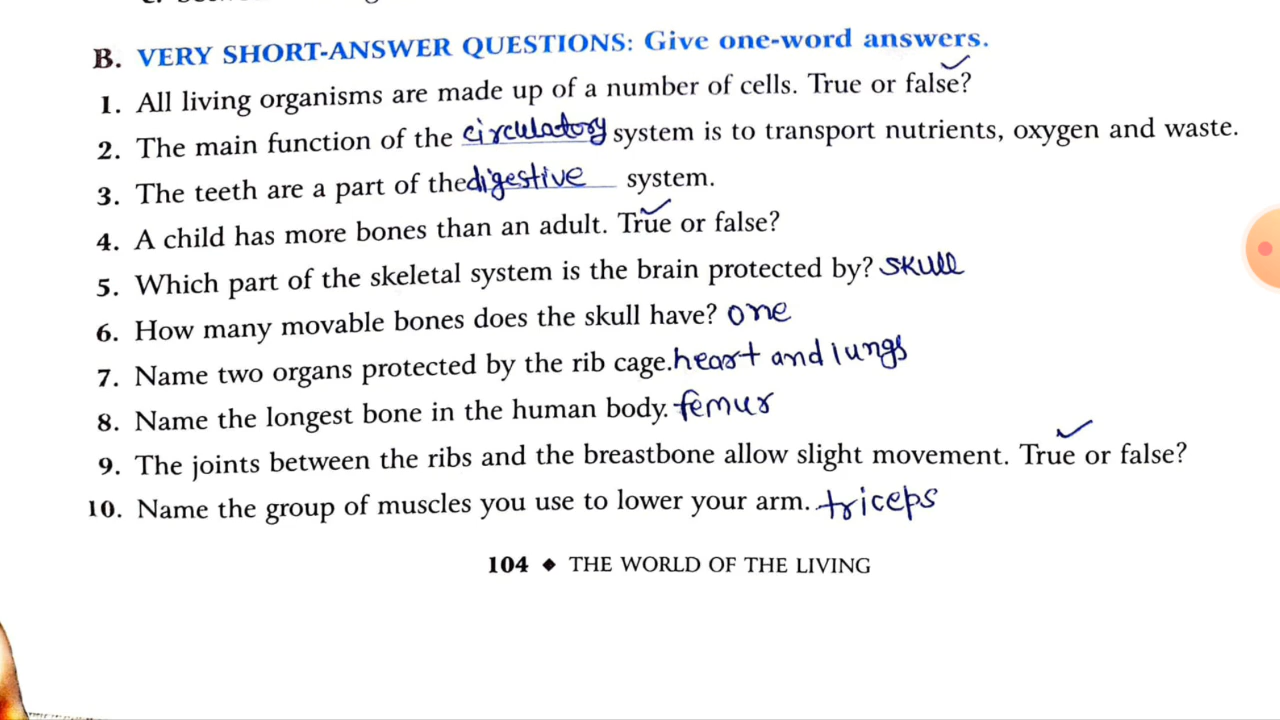 B. VERY SHORT-ANSWER QUESTIONS: Give one-word answers.
1. All living organisms are made up of a number of cells. True or false?
2. The main function of the circulatory system is to transport nutrients, oxygen and waste.
3. The teeth are a part of the digestive system.
4. A child has more bones than an adult. True or false?
5. Which part of the skeletal system is the brain protected by? skull
6. How many movable bones does the skull have? one
7. Name two organs protected by the rib cage. heart and lungs
8. Name the longest bone in the human body. femur
9. The joints between the ribs and the breastbone allow slight movement. True or false?
10. Name the group of muscles you use to lower your arm. triceps
104 ◆ THE WORLD OF THE LIVING